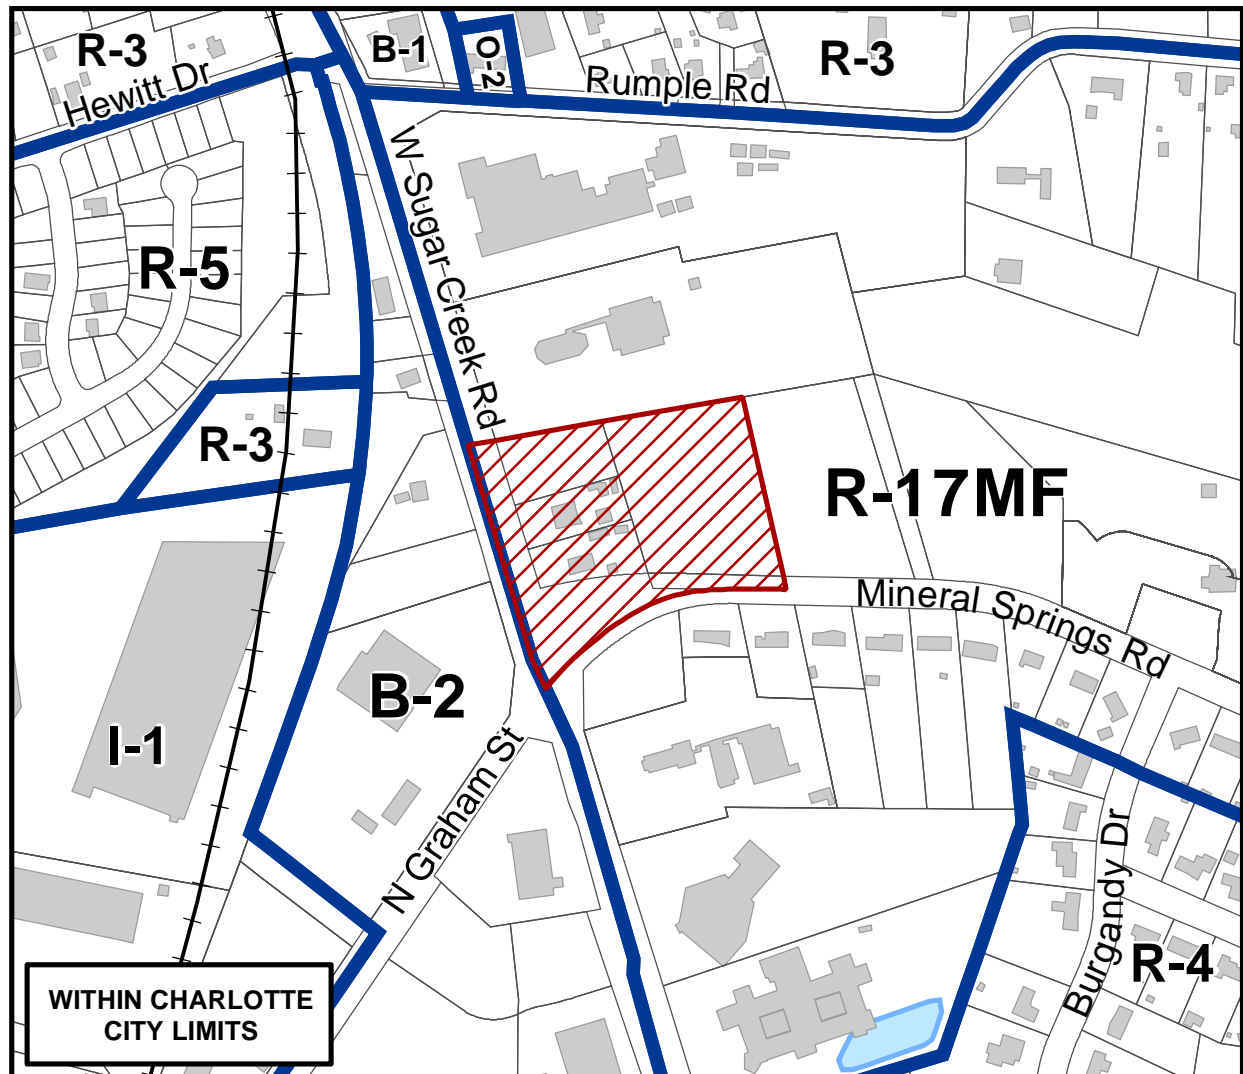 R-3
B-1
O-2
R-3
Hewitt Dr
Rumple Rd
W Sugar Creek Rd
R-5
R-3
R-17MF
Mineral Springs Rd
B-2
I-1
N Graham St
Burgandy Dr
R-4
WITHIN CHARLOTTE
CITY LIMITS